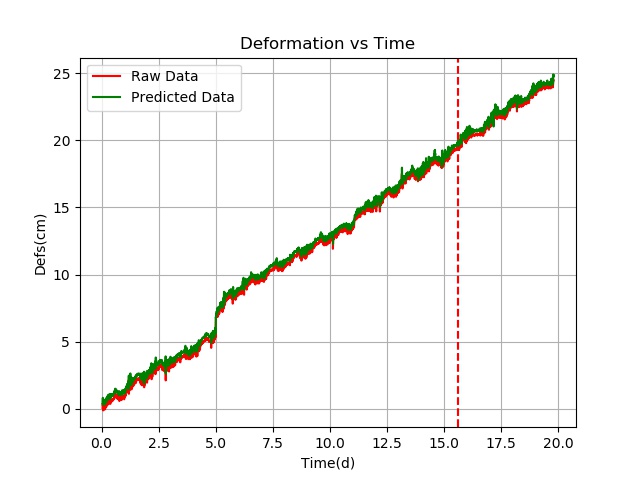 Deformation vs Time
Raw Data
Predicted Data
Defs(cm)
25
20
15
10
5
0
0.0 2.5 5.0 7.5 10.0 12.5 15.0 17.5 20.0
Time(d)